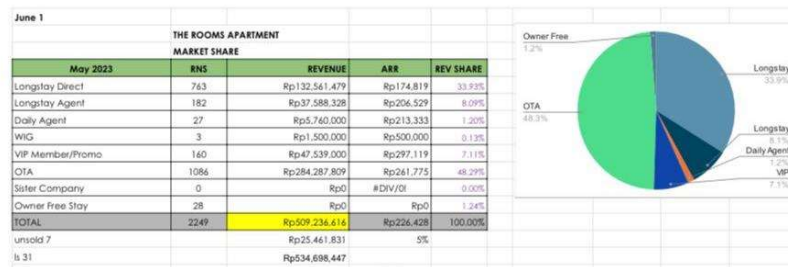 June 1
THE ROOMS APARTMENT
MARKET SHARE
May 2023 RNS REVENUE ARR REV SHARE
Longstay Direct 763 Rp132,561,479 Rp174,819 33.93%
Longstay Agent 182 Rp37,588,328 Rp206,529 8.09%
Daily Agent 27 Rp5,760,000 Rp213,333 1.20%
WIG 3 Rp1,500,000 Rp500,000 0.13%
VIP Member/Promo 160 Rp47,539,000 Rp297,119 7.11%
OTA 1086 Rp284,287,809 Rp261,775 48.29%
Sister Company 0 Rp0 #DIV/0! 0.00%
Owner Free Stay 28 Rp0 Rp0 1.24%
TOTAL 2249 Rp509,236,616 Rp226,428 100.00%
unsold 7 Rp25,461,831 5%
ls 31 Rp534,698,447
Owner Free
1.2%
OTA
48.3%
Longstay
33.9%
Longstay
8.1%
Daily Agent
1.2%
VIP
7.1%